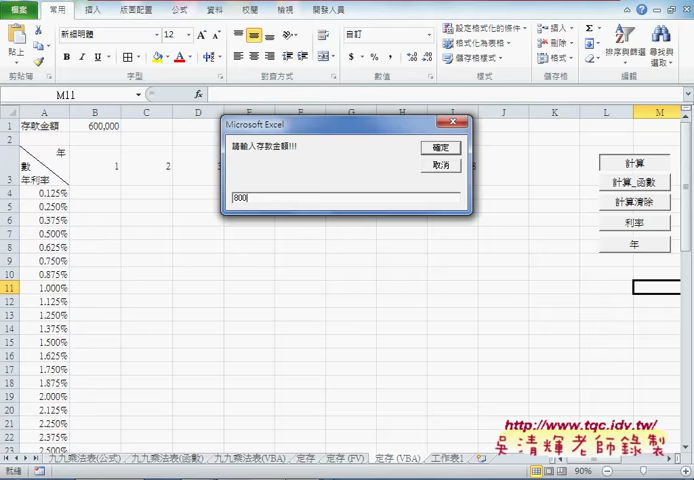 檔案 常用 插入 版面配置 公式 資料 校閱 檢視 開發人員
新細明體 12 自訂 設定格式化的條件 插入 Σ
貼上 B I U $ % , 格式化為表格 刪除 排序與篩選 尋找與
儲存格樣式 格式 選取
剪貼簿 字型 對齊方式 數值 樣式 儲存格 編輯
M11 fx
A B C D E F G H I J K L M
1 存款金額 600,000
2 年
1 2 3
數
3 年利率
4 0.125%
5 0.250%
6 0.375%
7 0.500%
8 0.625%
9 0.750%
10 0.875%
11 1.000%
12 1.125%
13 1.250%
14 1.375%
15 1.500%
16 1.625%
17 1.750%
18 1.875%
19 2.000%
20 2.125%
21 2.250%
22 2.375%
23 2.500%
Microsoft Excel
請輸入存款金額!!!
確定
取消
800
計算
計算_函數
計算清除
利率
年
http://www.tqc.idv.tw/
吳清輝老師錄製
九九乘法表(公式) 九九乘法表(函數) 九九乘法表(VBA) 定存 定存 (FV) 定存 (VBA) 工作表1
就緒 90%